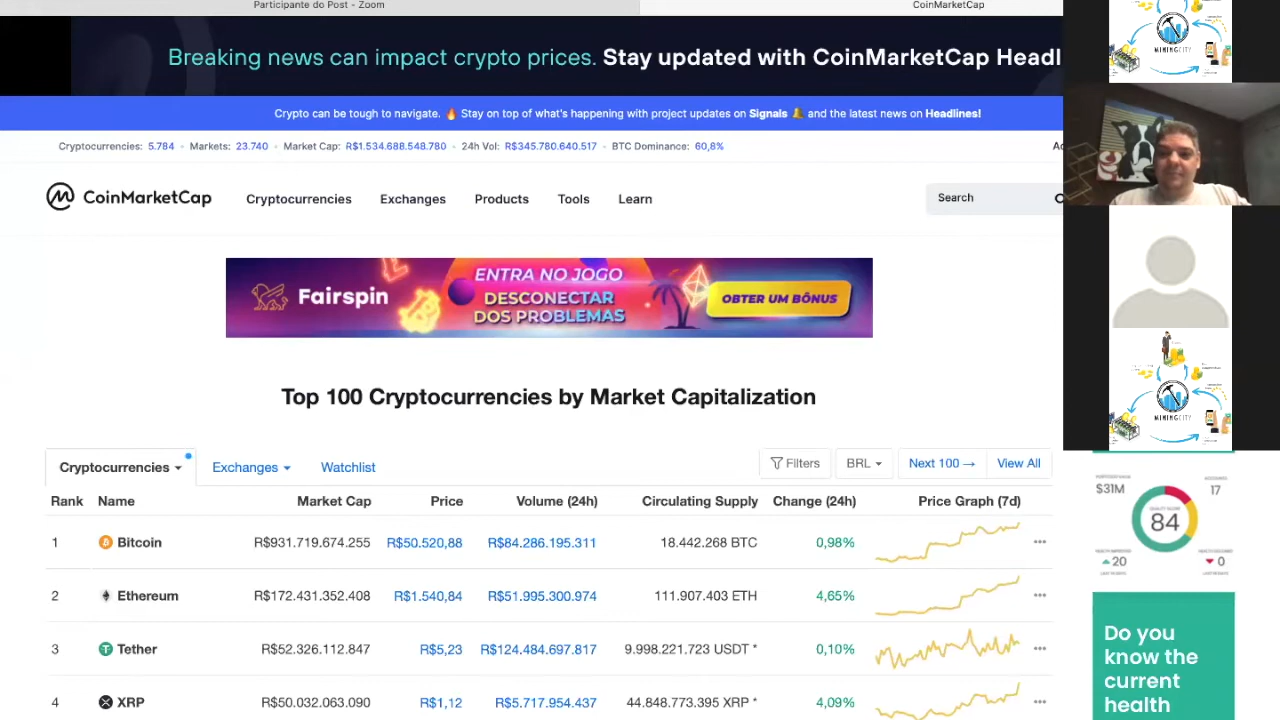 Participante do Post - Zoom
CoinMarketCap
Breaking news can impact crypto prices. Stay updated with CoinMarketCap Headl
Crypto can be tough to navigate. 🔥 Stay on top of what's happening with project updates on Signals 🔔 and the latest news on Headlines!
Cryptocurrencies: 5.784 • Markets: 23.740 • Market Cap: R$1.534.688.548.780 • 24h Vol: R$345.780.640.517 • BTC Dominance: 60,8%
CoinMarketCap
Cryptocurrencies Exchanges Products Tools Learn
Search
Fairspin
ENTRA NO JOGO
DESCONECTAR
DOS PROBLEMAS
OBTER UM BÔNUS
Top 100 Cryptocurrencies by Market Capitalization
Cryptocurrencies Exchanges Watchlist
Filters BRL Next 100 → View All
Rank Name Market Cap Price Volume (24h) Circulating Supply Change (24h) Price Graph (7d)
1 Bitcoin R$931.719.674.255 R$50.520,88 R$84.286.195.311 18.442.268 BTC 0,98%
2 Ethereum R$172.431.352.408 R$1.540,84 R$51.995.300.974 111.907.403 ETH 4,65%
3 Tether R$52.326.112.847 R$5,23 R$124.484.697.817 9.998.221.723 USDT * 0,10%
4 XRP R$50.032.063.090 R$1,12 R$5.717.954.437 44.848.773.395 XRP * 4,09%
MININGCITY
MININGCITY
$31M
17
84
20
0
Do you
know the
current
health